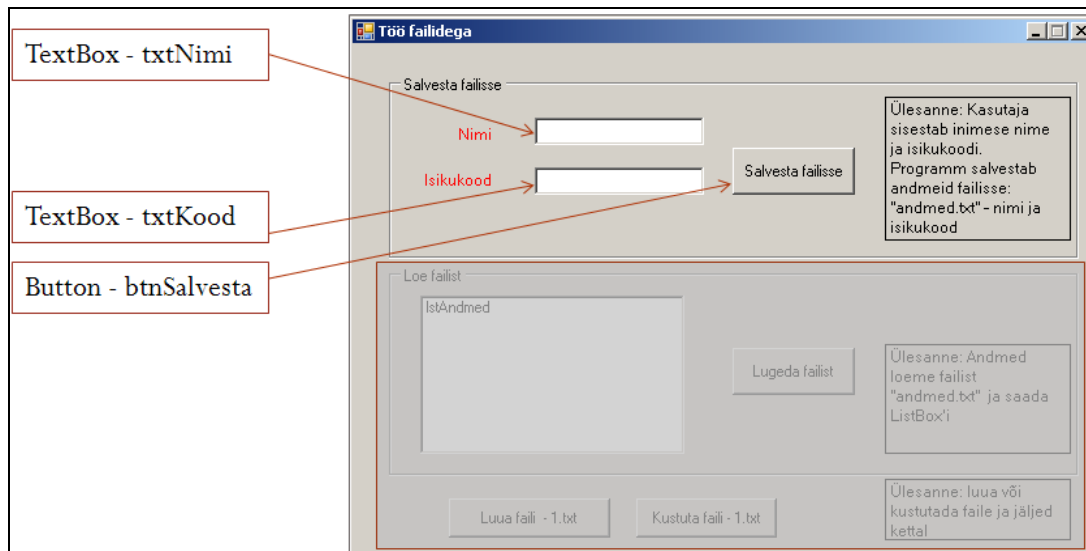 TextBox - txtNimi
TextBox - txtKood
Button - btnSalvesta
Töö failidega
Salvesta failisse
Nimi
Isikukood
Salvesta failisse
Ülesanne: Kasutaja
sisestab inimese nime
ja isikukoodi.
Programm salvestab
andmeid failisse:
"andmed.txt" - nimi ja
isikukood
Loe failist
lstAndmed
Lugeda failist
Ülesanne: Andmed
loeme failist
"andmed.txt" ja saada
ListBox'i
Luua faili - 1.txt
Kustuta faili - 1.txt
Ülesanne: luua või
kustutada faile ja jäljed
kettal